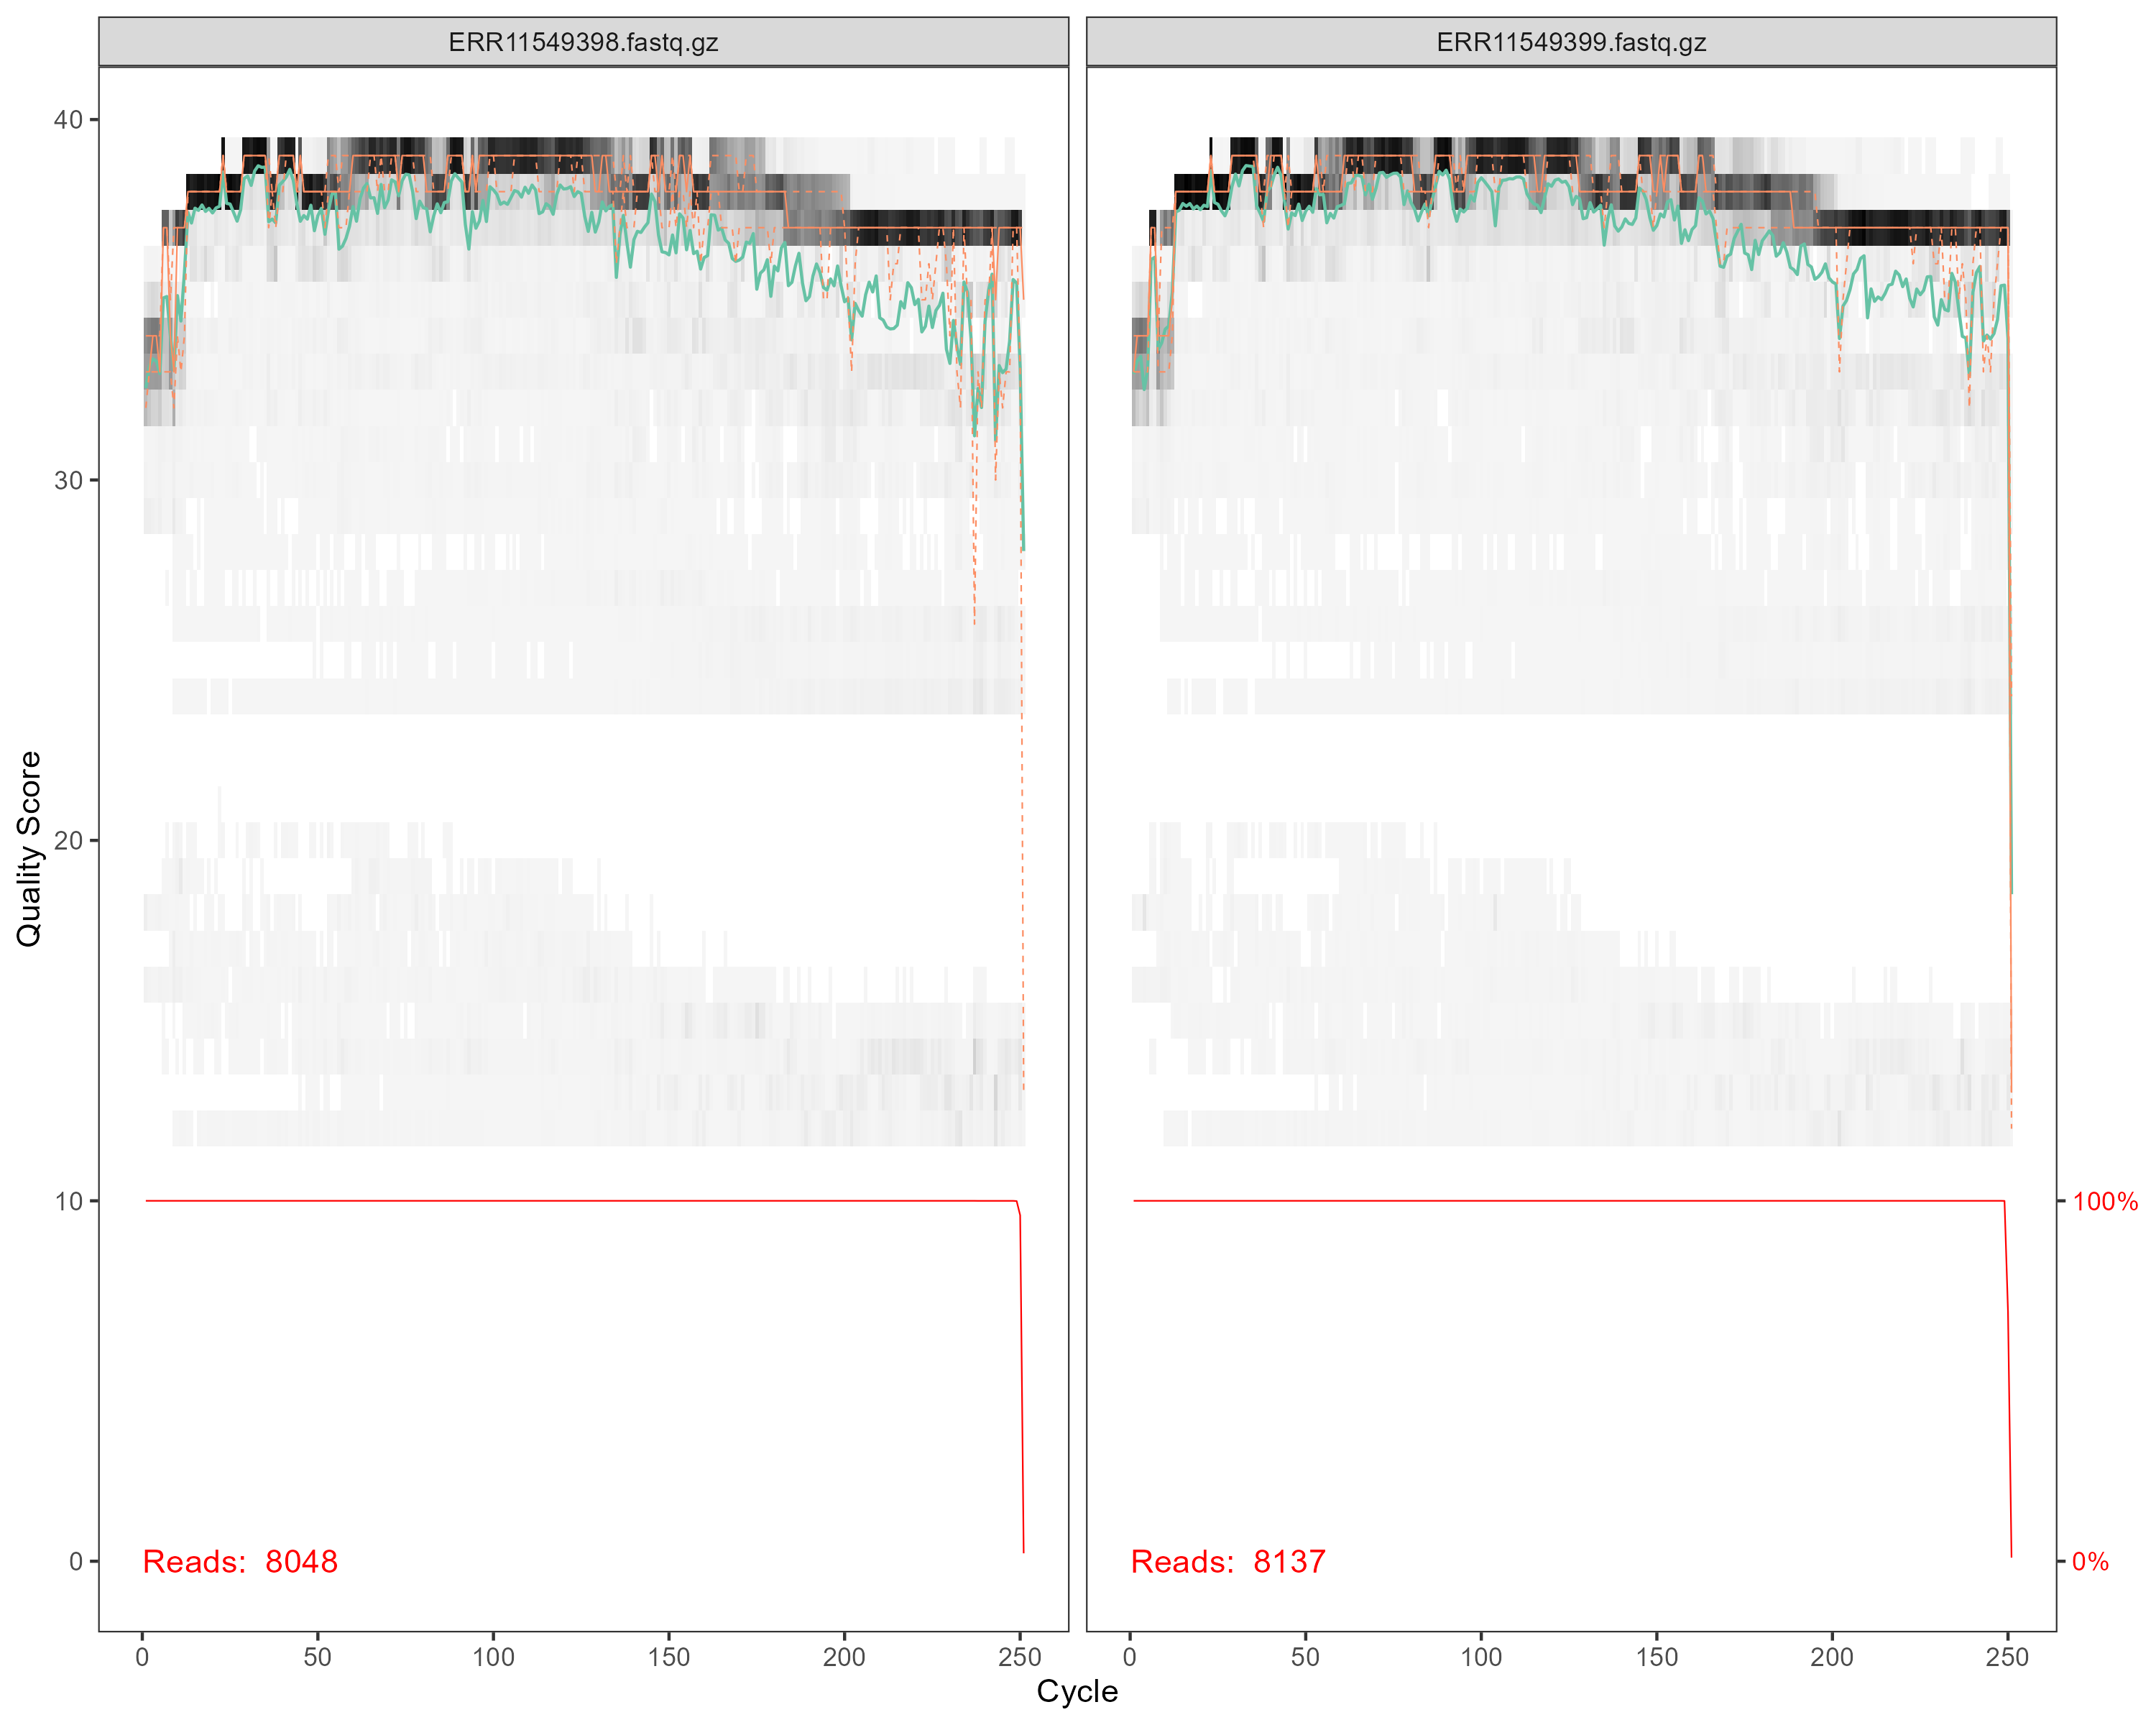 ERR11549398.fastq.gz
ERR11549399.fastq.gz
Quality Score
40
30
20
10
0
100%
0%
Reads: 8048
Reads: 8137
0 50 100 150 200 250
0 50 100 150 200 250
Cycle